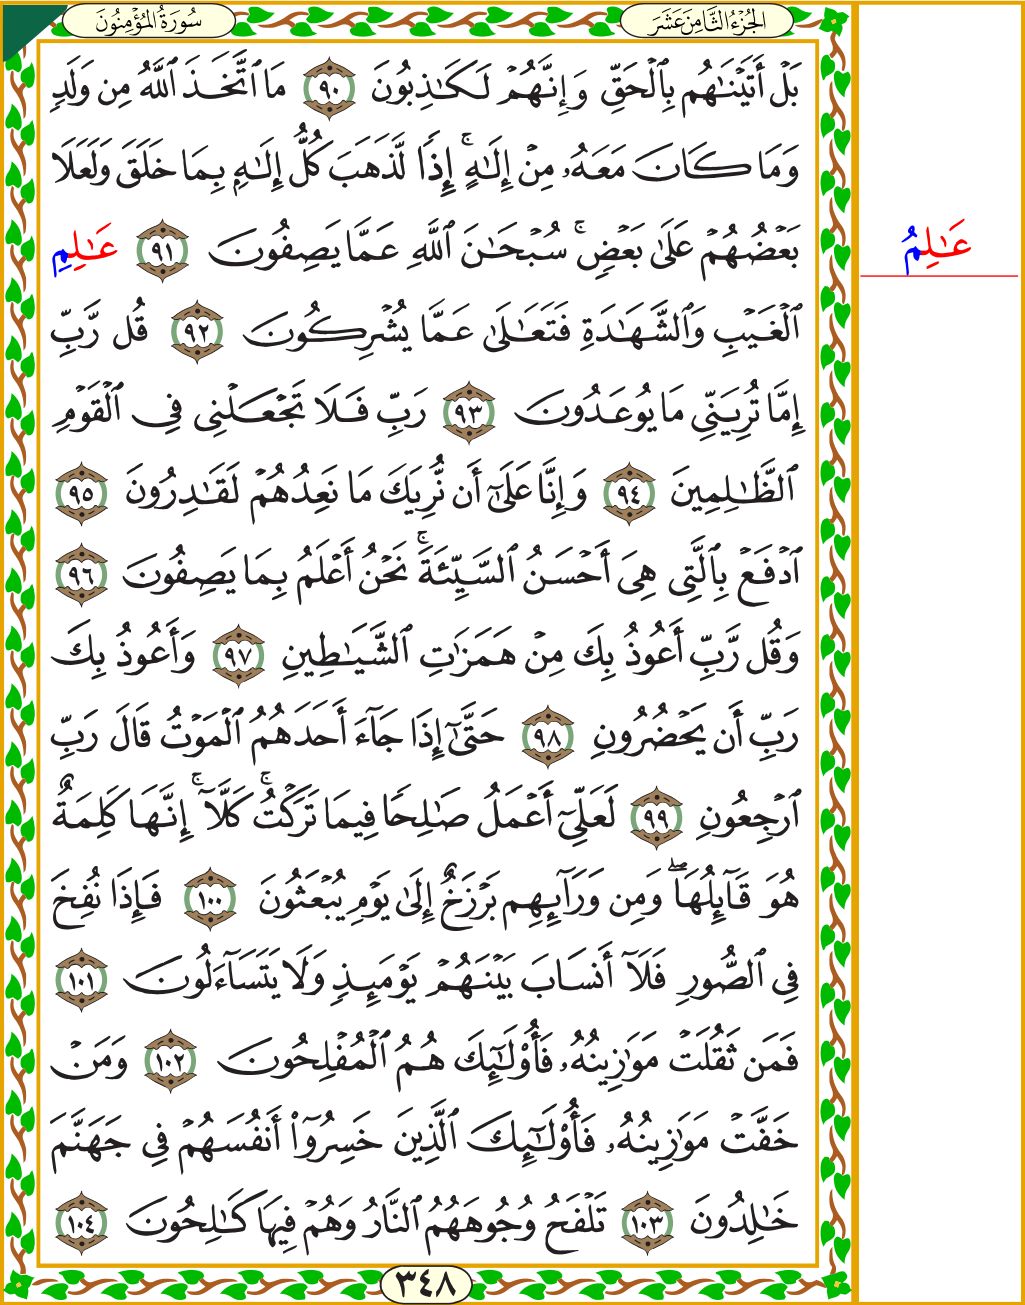 الجُزْءُ الثَّامِنَ عَشَرَ
سُورَةُ المُؤْمِنُونَ
بَلْ أَتَيْنَٰهُم بِٱلْحَقِّ وَإِنَّهُمْ لَكَٰذِبُونَ ٩٠ مَا ٱتَّخَذَ ٱللَّهُ مِن وَلَدٍ
وَمَا كَانَ مَعَهُۥ مِنْ إِلَٰهٍ ۚ إِذًا لَّذَهَبَ كُلُّ إِلَٰهٍۭ بِمَا خَلَقَ وَلَعَلَا
بَعْضُهُمْ عَلَىٰ بَعْضٍ ۚ سُبْحَٰنَ ٱللَّهِ عَمَّا يَصِفُونَ ٩١ عَٰلِمِ
عَٰلِمُ
ٱلْغَيْبِ وَٱلشَّهَٰدَةِ فَتَعَٰلَىٰ عَمَّا يُشْرِكُونَ ٩٢ قُل رَّبِّ
إِمَّا تُرِيَنِّي مَا يُوعَدُونَ ٩٣ رَبِّ فَلَا تَجْعَلْنِي فِي ٱلْقَوْمِ
ٱلظَّٰلِمِينَ ٩٤ وَإِنَّا عَلَىٰٓ أَن نُّرِيَكَ مَا نَعِدُهُمْ لَقَٰدِرُونَ ٩٥
ٱدْفَعْ بِٱلَّتِي هِيَ أَحْسَنُ ٱلسَّيِّئَةَ ۚ نَحْنُ أَعْلَمُ بِمَا يَصِفُونَ ٩٦
وَقُل رَّبِّ أَعُوذُ بِكَ مِنْ هَمَزَٰتِ ٱلشَّيَٰطِينِ ٩٧ وَأَعُوذُ بِكَ
رَبِّ أَن يَحْضُرُونِ ٩٨ حَتَّىٰٓ إِذَا جَآءَ أَحَدَهُمُ ٱلْمَوْتُ قَالَ رَبِّ
ٱرْجِعُونِ ٩٩ لَعَلِّيٓ أَعْمَلُ صَٰلِحًا فِيمَا تَرَكْتُ ۚ كَلَّآ ۚ إِنَّهَا كَلِمَةٌ
هُوَ قَآئِلُهَا ۖ وَمِن وَرَآئِهِم بَرْزَخٌ إِلَىٰ يَوْمِ يُبْعَثُونَ ١٠٠ فَإِذَا نُفِخَ
فِي ٱلصُّورِ فَلَآ أَنسَابَ بَيْنَهُمْ يَوْمَئِذٍ وَلَا يَتَسَآءَلُونَ ١٠١
فَمَن ثَقُلَتْ مَوَٰزِينُهُۥ فَأُو۟لَٰٓئِكَ هُمُ ٱلْمُفْلِحُونَ ١٠٢ وَمَنْ
خَفَّتْ مَوَٰزِينُهُۥ فَأُو۟لَٰٓئِكَ ٱلَّذِينَ خَسِرُوٓا۟ أَنفُسَهُمْ فِي جَهَنَّمَ
خَٰلِدُونَ ١٠٣ تَلْفَحُ وُجُوهَهُمُ ٱلنَّارُ وَهُمْ فِيهَا كَٰلِحُونَ ١٠٤
٣٤٨